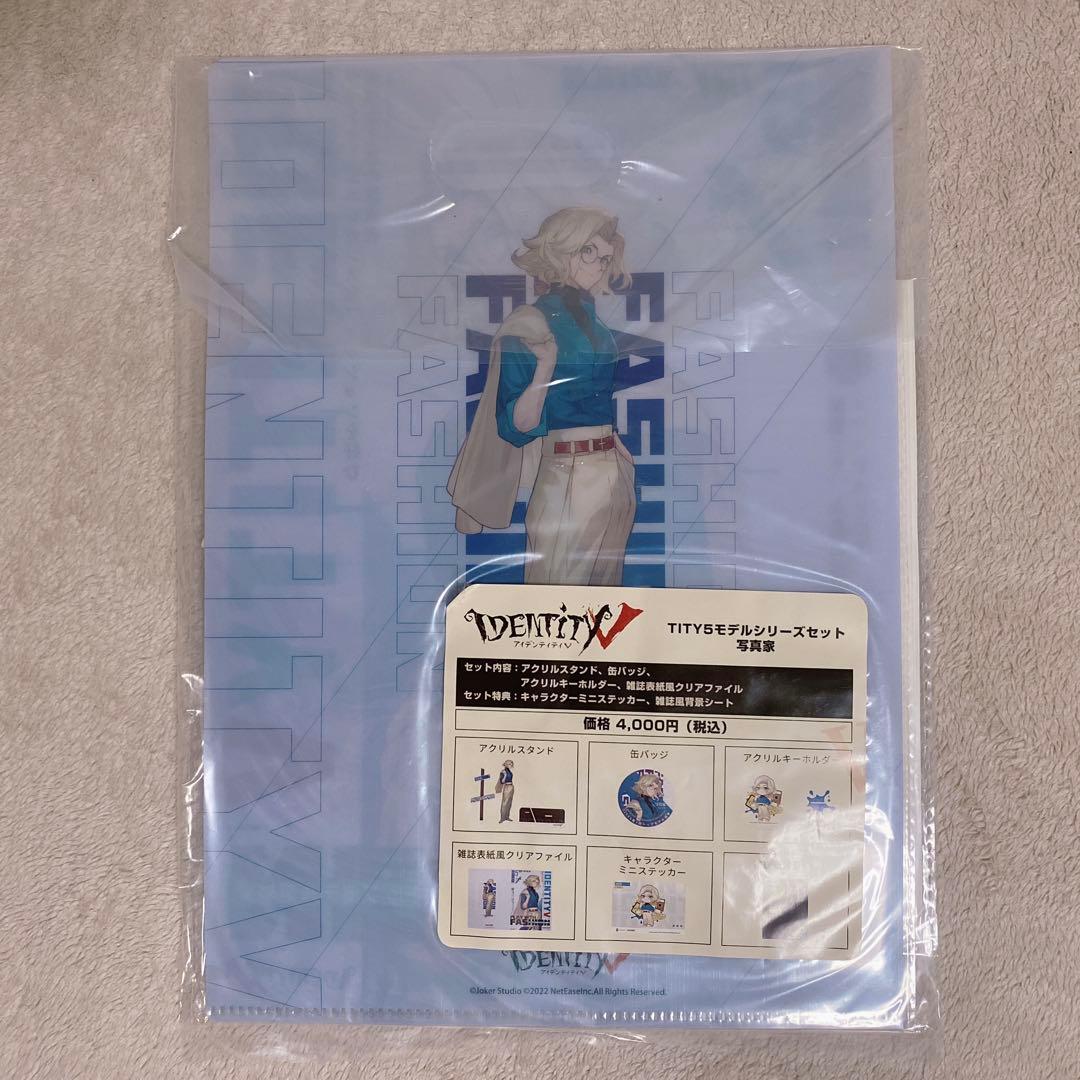 IDENTITY V
FASHION
FASHION
FASHION
FASHION
IDENTITY V
アイデンティティV
TITY5モデルシリーズセット
写真家
セット内容：アクリルスタンド、缶バッジ、
アクリルキーホルダー、雑誌表紙風クリアファイル
セット特典：キャラクターミニステッカー、雑誌風背景シート
価格 4,000円（税込）
アクリルスタンド
缶バッジ
アクリルキーホルダー
雑誌表紙風クリアファイル
キャラクター
ミニステッカー
IDENTITY V
FASHION
IDENTITY V
アイデンティティV
©Joker Studio ©2022 NetEaseInc.All Rights Reserved.